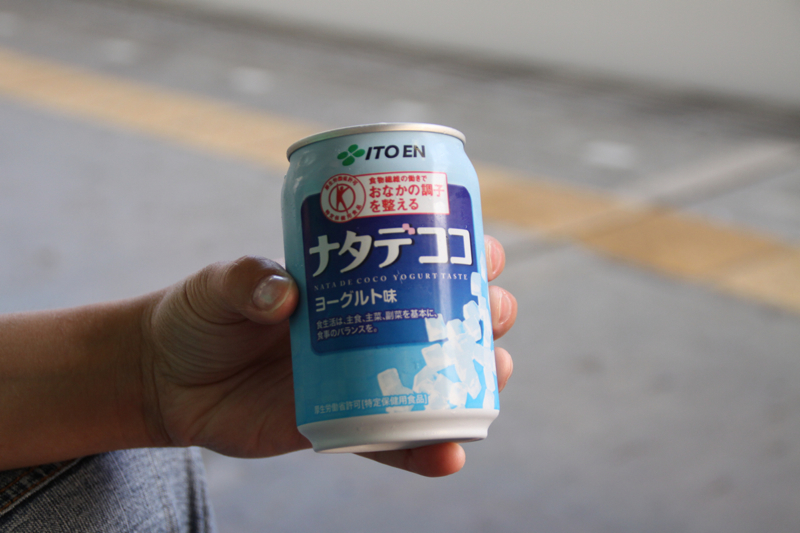 ITO EN
食物繊維の働きで
おなかの調子
を整える
ナタデココ
NATA DE COCO YOGURT TASTE
ヨーグルト味
食生活は、主食、主菜、副菜を基本に、
食事のバランスを。
厚生労働省許可[特定保健用食品]